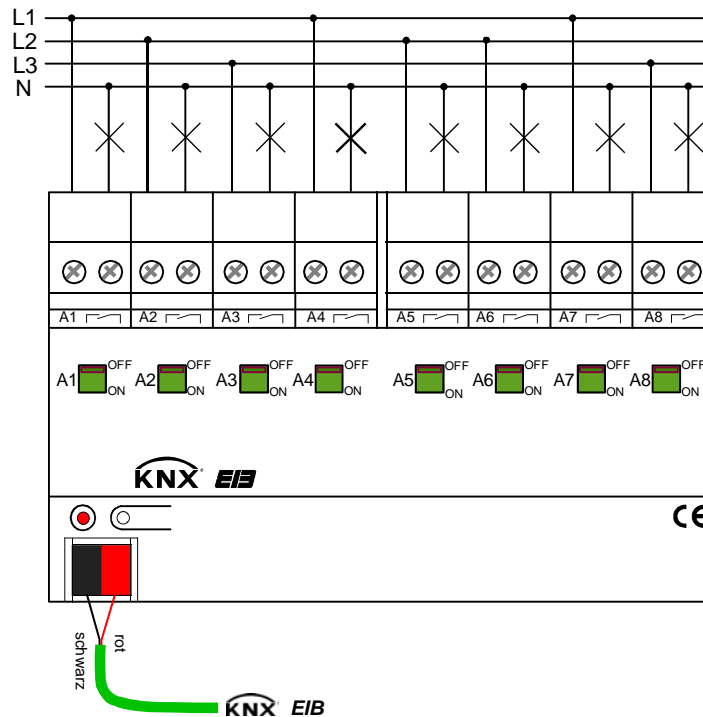 L1
L2
L3
N
A1 A2 A3 A4 A5 A6 A7 A8
OFF OFF OFF OFF OFF OFF OFF OFF
A1 A2 A3 A4 A5 A6 A7 A8
ON ON ON ON ON ON ON ON
KNX EIB
CE
schwarz
rot
KNX EIB